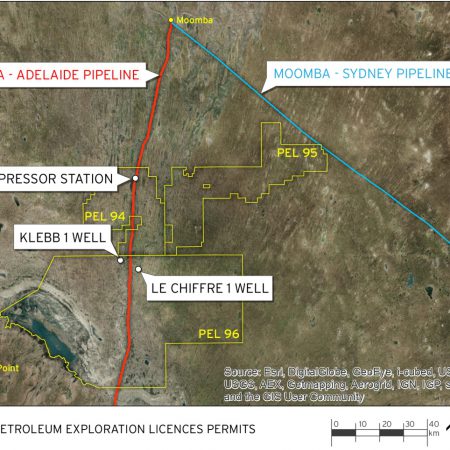 Moomba
A - ADELAIDE PIPELINE
MOOMBA - SYDNEY PIPELINE
PEL 95
PRESSOR STATION
PEL 94
KLEBB 1 WELL
LE CHIFFRE 1 WELL
PEL 96
Point
Source: Esri, DigitalGlobe, GeoEye, i-cubed, US
USGS, AEX, Getmapping, Aerogrid, IGN, IGP, s
and the GIS User Community
ETROLEUM EXPLORATION LICENCES PERMITS
0 10 20 30 40
km